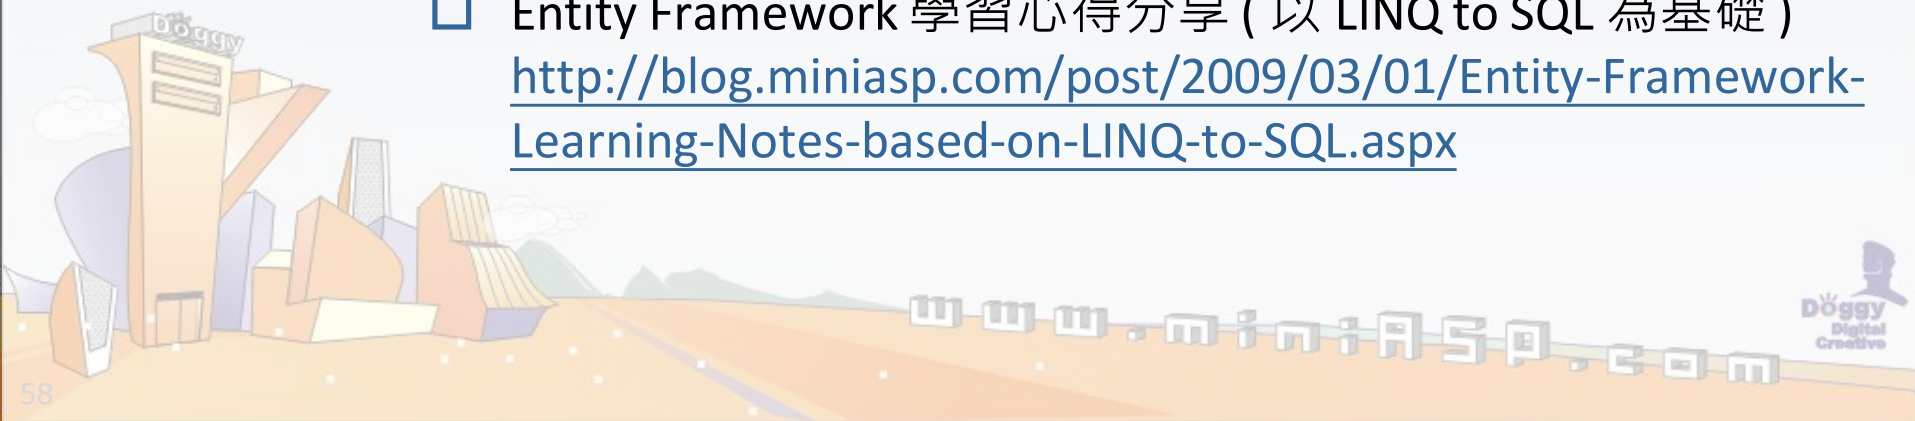 Entity Framework 學習心得分享 ( 以 LINQ to SQL 為基礎 )
http://blog.miniasp.com/post/2009/03/01/Entity-Framework-
Learning-Notes-based-on-LINQ-to-SQL.aspx
Döggy
www.miniASP.com
Döggy
Digital
Creative
58